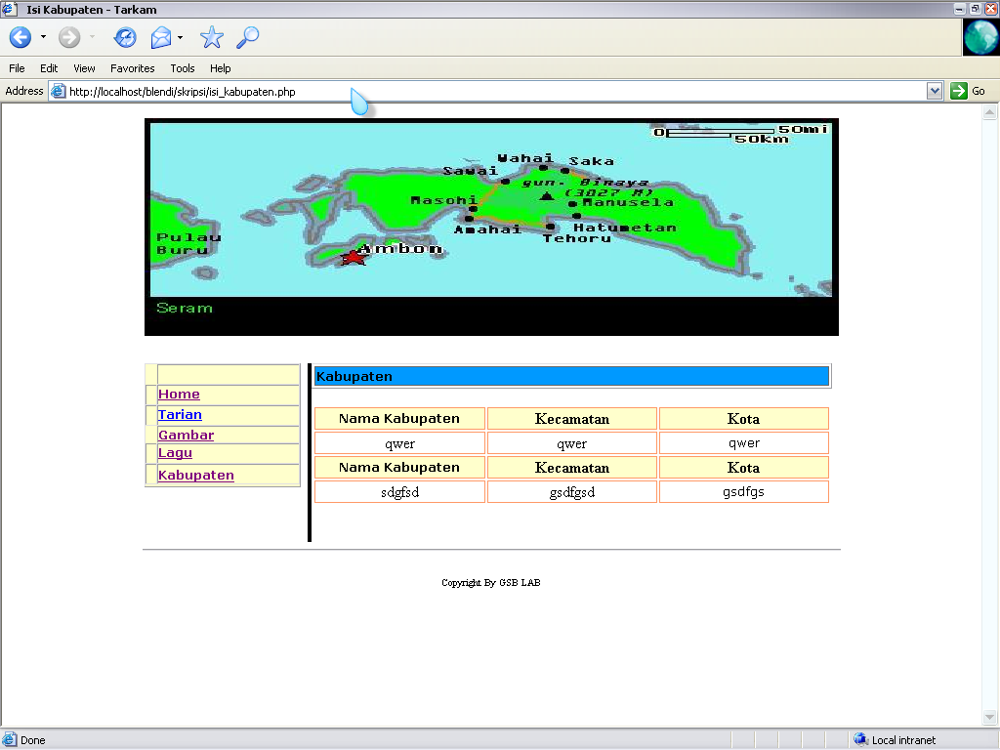 Isi Kabupaten - Tarkam
File Edit View Favorites Tools Help
Address http://localhost/blendi/skripsi/isi_kabupaten.php Go
0 50mi
50km
Wahai Saka
Sawai
gun. Binaya
(3027 M)
Masohi Manusela
Amahai Hatumetan
Tehoru
Pulau
Buru
Ambon
Seram
Kabupaten
Home
Tarian
Gambar
Lagu
Kabupaten
Nama Kabupaten Kecamatan Kota
qwer qwer qwer
Nama Kabupaten Kecamatan Kota
sdgfsd gsdfgsd gsdfgs
Copyright By GSB LAB
Done Local intranet